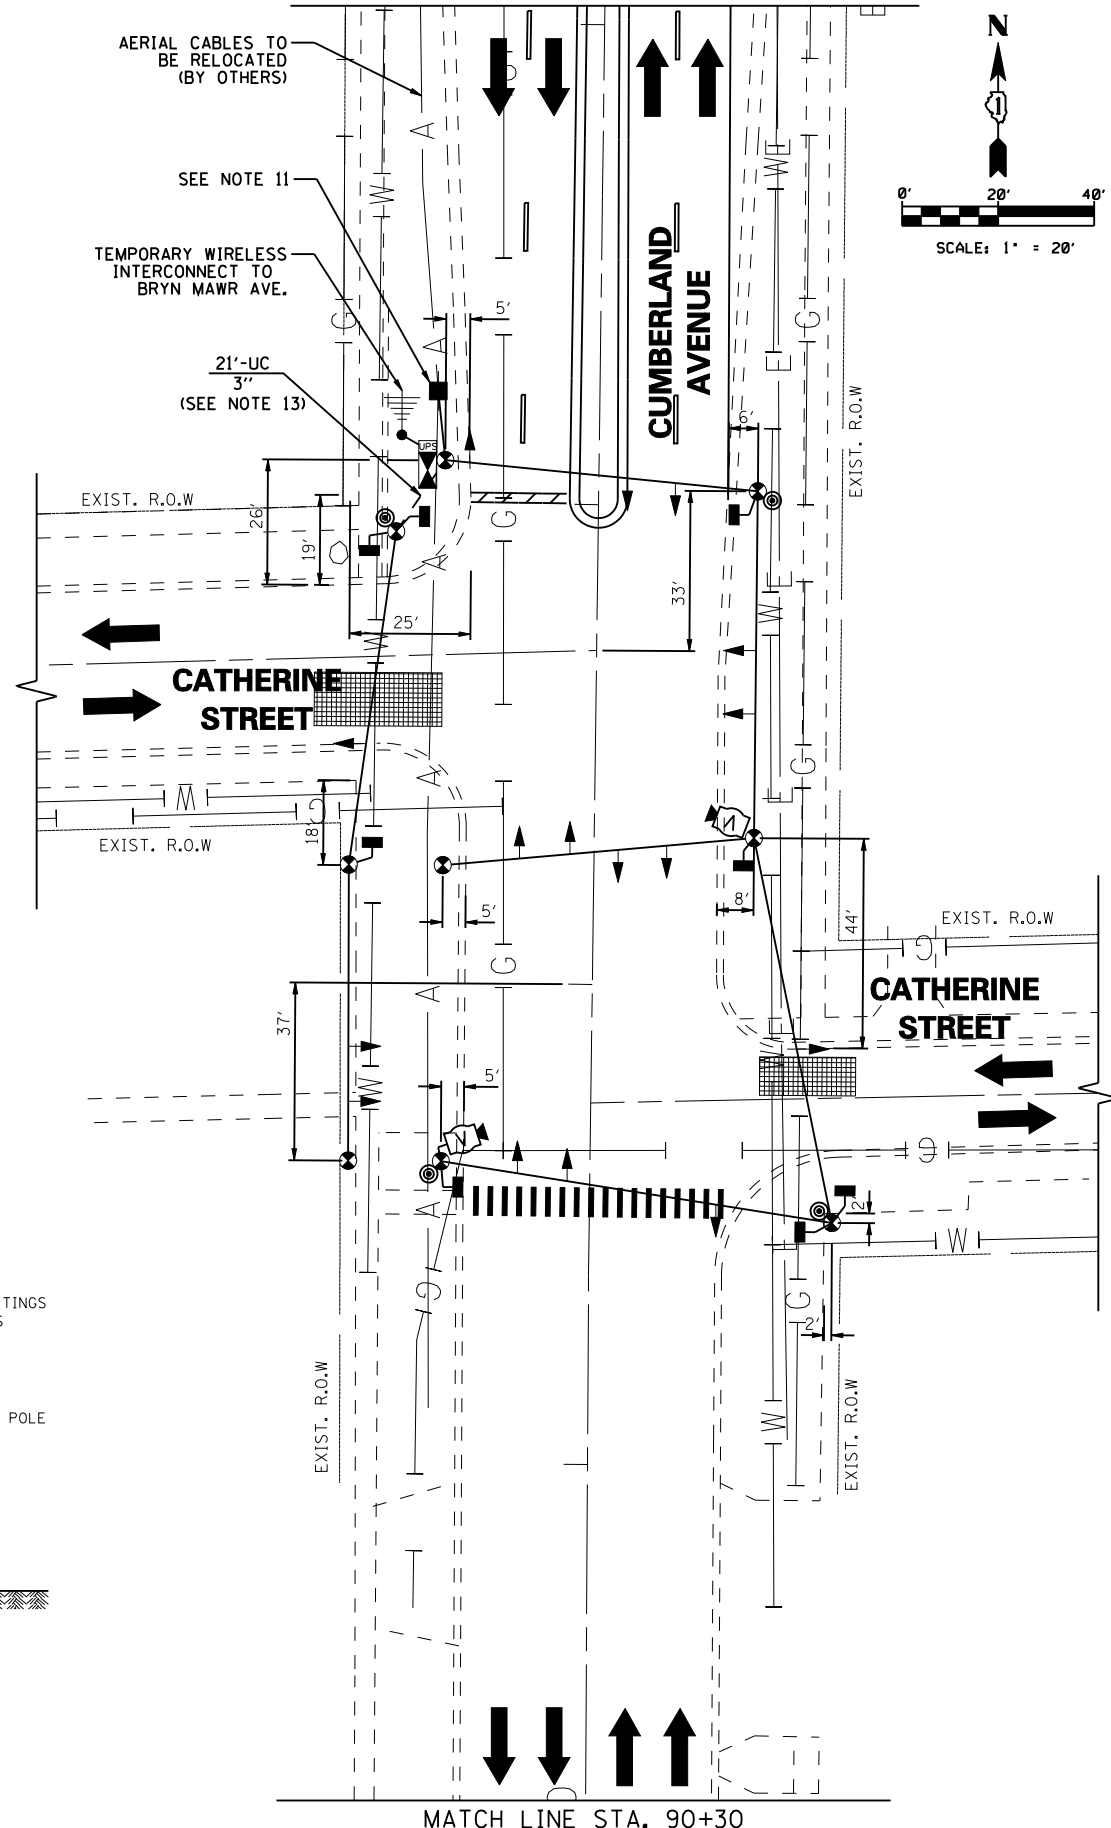 AERIAL CABLES TO
BE RELOCATED
(BY OTHERS)
N
1
0' 20' 40'
SCALE: 1" = 20'
SEE NOTE 11
TEMPORARY WIRELESS
INTERCONNECT TO
BRYN MAWR AVE.
CUMBERLAND
AVENUE
A
W
W
E
G
G
A
E
5'
21'-UC
3"
(SEE NOTE 13)
UPS
6'
EXIST. R.O.W
EXIST. R.O.W
26'
19'
G
A
E
W
33'
25'
W
CATHERINE
STREET
A
G
E
W
G
18'
EXIST. R.O.W
5'
8'
44'
EXIST. R.O.W
G
G
A
CATHERINE
STREET
37'
W
5'
G
A
2'
W
G
G
2'
TINGS
S
POLE
EXIST. R.O.W
EXIST. R.O.W
W
MATCH LINE STA. 90+30